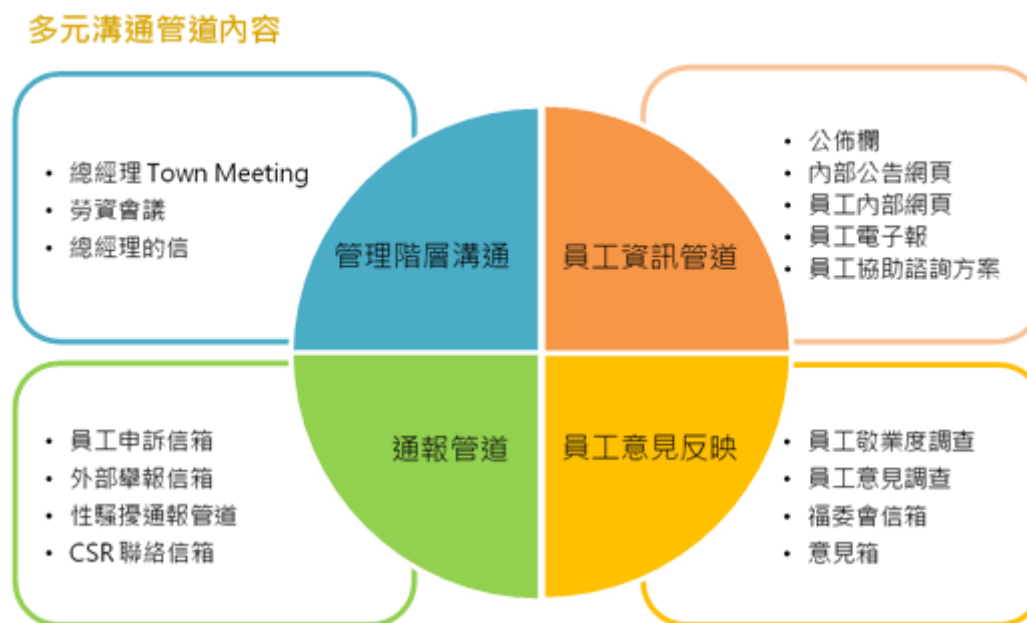 多元溝通管道內容
• 總經理 Town Meeting
• 勞資會議
• 總經理的信
管理階層溝通
員工資訊管道
• 公佈欄
• 內部公告網頁
• 員工內部網頁
• 員工電子報
• 員工協助諮詢方案
• 員工申訴信箱
• 外部舉報信箱
• 性騷擾通報管道
• CSR 聯絡信箱
通報管道
員工意見反映
• 員工敬業度調查
• 員工意見調查
• 福委會信箱
• 意見箱